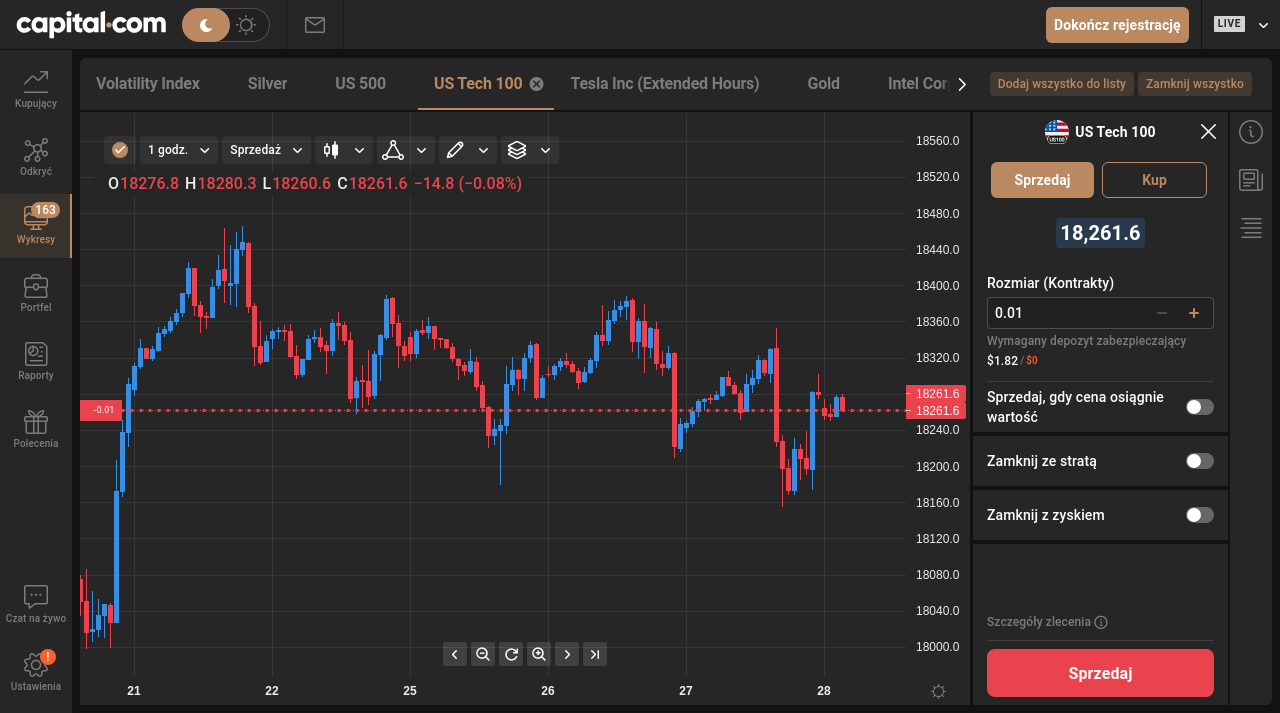 capital.com
Dokończ rejestrację
LIVE
Kupujący
Odkryć
163
Wykresy
Portfel
Raporty
Polecenia
Czat na żywo
!
Ustawienia
Volatility Index
Silver
US 500
US Tech 100
Tesla Inc (Extended Hours)
Gold
Intel Cor
Dodaj wszystko do listy
Zamknij wszystko
1 godz.
Sprzedaż
O18276.8 H18280.3 L18260.6 C18261.6 −14.8 (−0.08%)
18560.0
18520.0
18480.0
18440.0
18400.0
18360.0
18320.0
18261.6
-0.01
18261.6
18240.0
18200.0
18160.0
18120.0
18080.0
18040.0
18000.0
21
22
25
26
27
28
US100
US Tech 100
Sprzedaj
Kup
18,261.6
Rozmiar (Kontrakty)
0.01
Wymagany depozyt zabezpieczający
$1.82 / $0
Sprzedaj, gdy cena osiągnie
wartość
Zamknij ze stratą
Zamknij z zyskiem
Szczegóły zlecenia
Sprzedaj